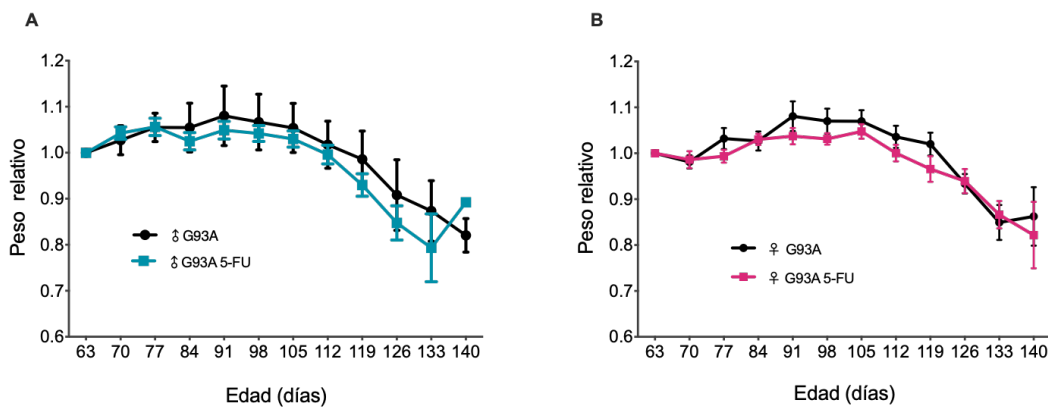 A
Peso relativo
1.2
1.1
1.0
0.9
0.8
0.7
0.6
♂ G93A
♂ G93A 5-FU
63 70 77 84 91 98 105 112 119 126 133 140
Edad (días)
B
Peso relativo
1.2
1.1
1.0
0.9
0.8
0.7
0.6
♀ G93A
♀ G93A 5-FU
63 70 77 84 91 98 105 112 119 126 133 140
Edad (días)